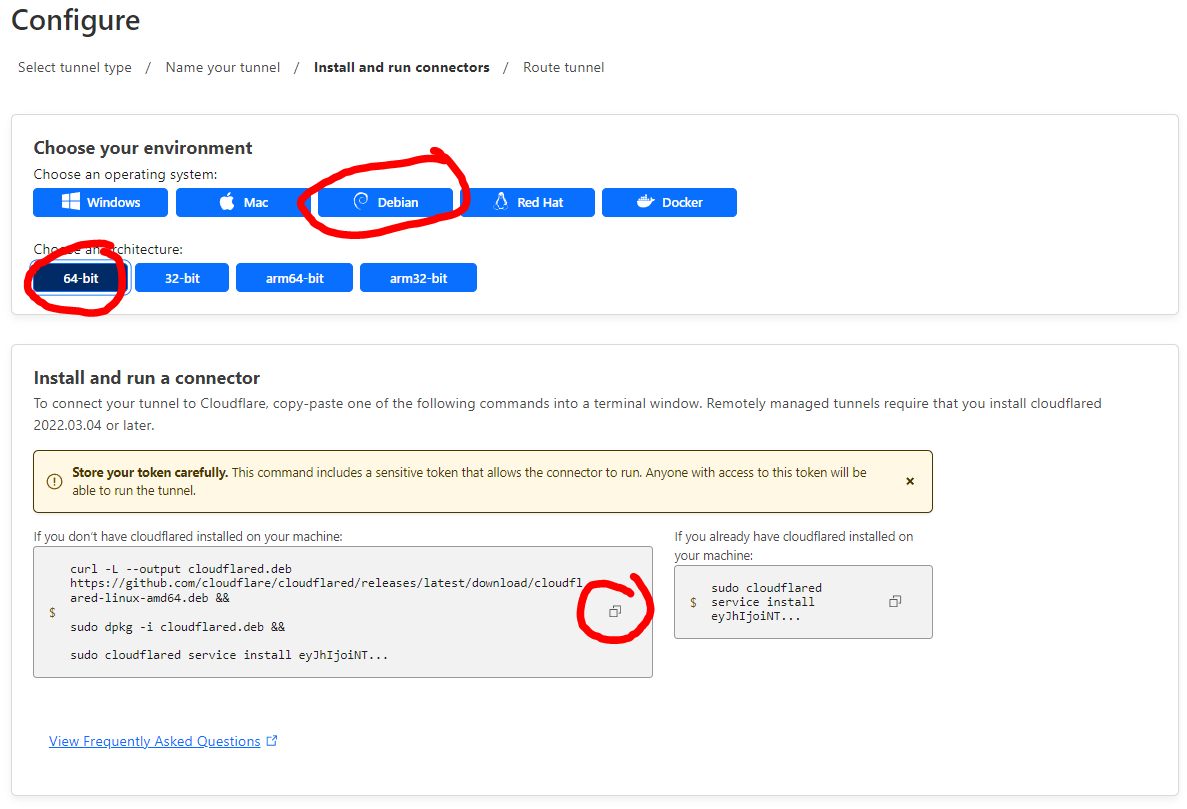 Configure
Select tunnel type / Name your tunnel / Install and run connectors / Route tunnel
Choose your environment
Choose an operating system:
Windows Mac Debian Red Hat Docker
Choose an architecture:
64-bit 32-bit arm64-bit arm32-bit
Install and run a connector
To connect your tunnel to Cloudflare, copy-paste one of the following commands into a terminal window. Remotely managed tunnels require that you install cloudflared
2022.03.04 or later.
Store your token carefully. This command includes a sensitive token that allows the connector to run. Anyone with access to this token will be
able to run the tunnel.
If you don't have cloudflared installed on your machine:
$
curl -L --output cloudflared.deb
https://github.com/cloudflare/cloudflared/releases/latest/download/cloudfl
ared-linux-amd64.deb &&
sudo dpkg -i cloudflared.deb &&
sudo cloudflared service install eyJhIjoiNT...
If you already have cloudflared installed on
your machine:
$
sudo cloudflared
service install
eyJhIjoiNT...
View Frequently Asked Questions